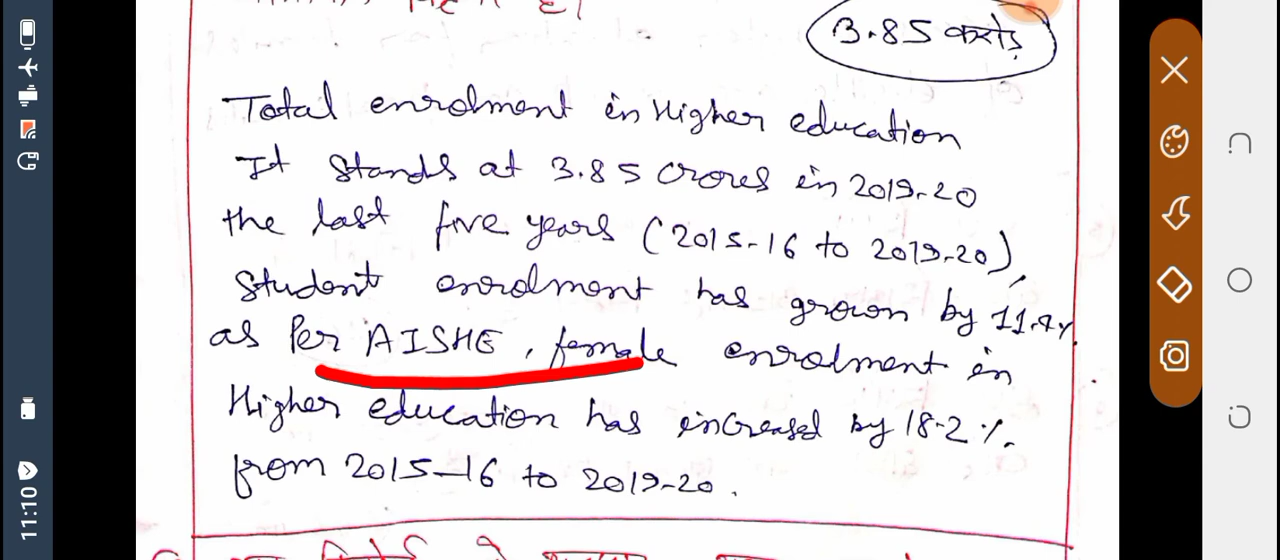 3.85 करोड़
Total enrolment in Higher education
It stands at 3.85 crores in 2019-20
the last five years (2015-16 to 2019-20),
Student enrolment has grown by 11.4%
as Per AISHE, female enrolment in
Higher education has increased by 18.2%.
from 2015-16 to 2019-20.
11:10